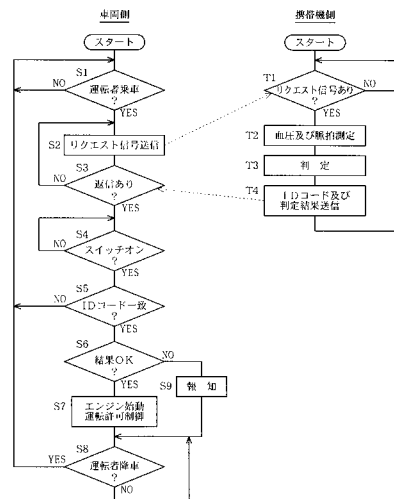 車両側
スタート
S1
運転者乗車
?
NO
YES
S2
リクエスト信号送信
S3
返信あり
?
NO
YES
S4
スイッチオン
?
NO
YES
S5
IDコード一致
?
NO
YES
S6
結果OK
?
NO
YES
S7
エンジン始動
運転許可制御
S9
報 知
S8
運転者降車
?
YES
NO
携帯機側
スタート
T1
リクエスト信号あり
?
NO
YES
T2
血圧及び脈拍測定
T3
判 定
T4
IDコード及び
判定結果送信